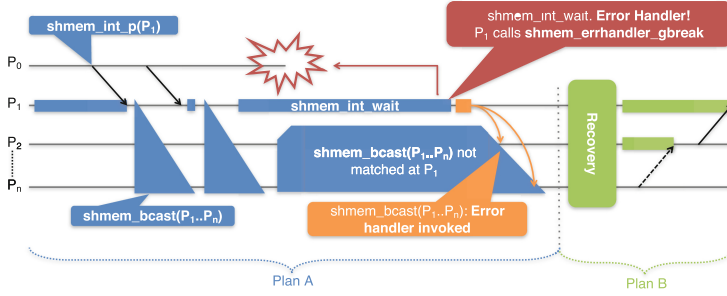 shmem_int_p(P1)
shmem_int_wait. Error Handler!
P1 calls shmem_errhandler_gbreak
P0
P1
shmem_int_wait
P2
shmem_bcast(P1..Pn) not
matched at P1
Pn
Recovery
shmem_bcast(P1..Pn)
shmem_bcast(P1..Pn): Error
handler invoked
Plan A
Plan B